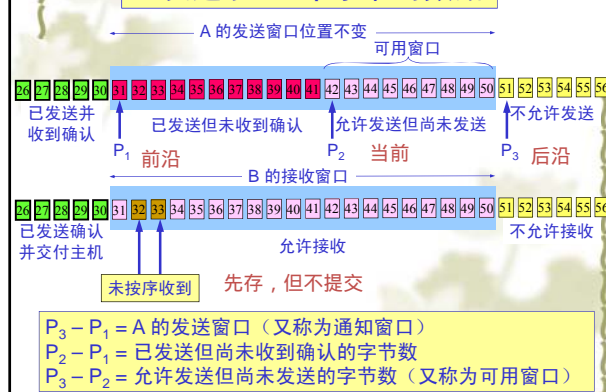 A 的发送窗口位置不变
可用窗口
26 27 28 29 30 31 32 33 34 35 36 37 38 39 40 41 42 43 44 45 46 47 48 49 50 51 52 53 54 55 56
已发送并
收到确认
已发送但未收到确认
允许发送但尚未发送
不允许发送
P1 前沿
P2 当前
P3 后沿
B 的接收窗口
26 27 28 29 30 31 32 33 34 35 36 37 38 39 40 41 42 43 44 45 46 47 48 49 50 51 52 53 54 55 56
已发送确认
并交付主机
允许接收
不允许接收
未按序收到
先存，但不提交
P3 – P1 = A 的发送窗口（又称为通知窗口）
P2 – P1 = 已发送但尚未收到确认的字节数
P3 – P2 = 允许发送但尚未发送的字节数（又称为可用窗口）